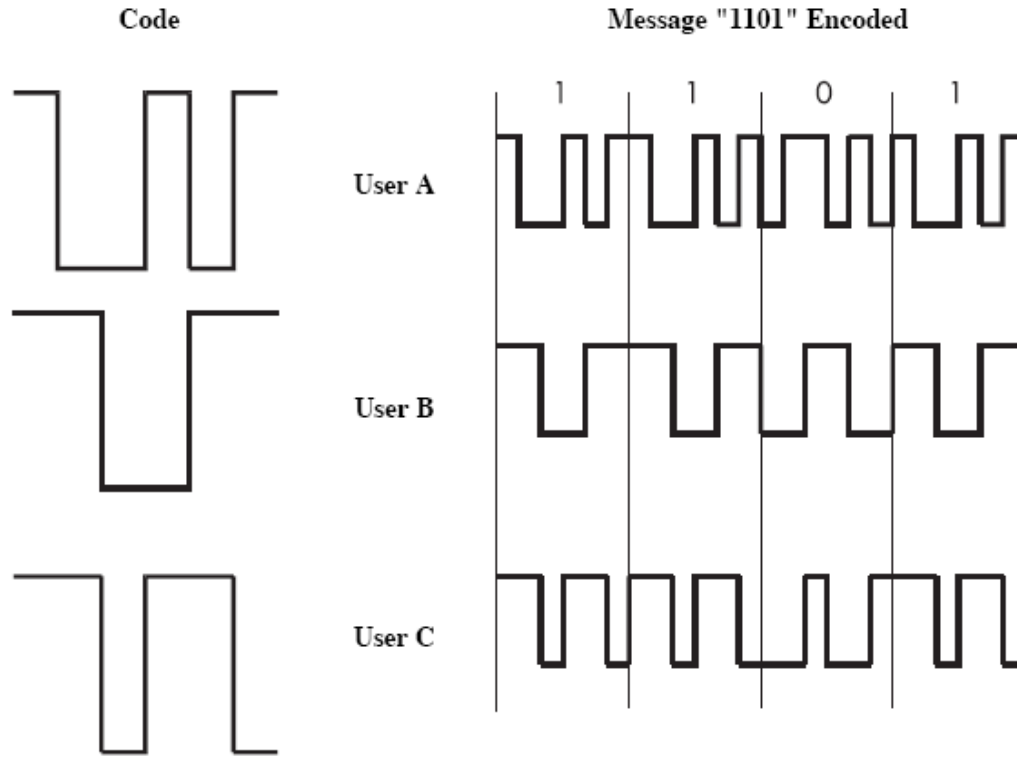 Code
Message "1101" Encoded
1 1 0 1
User A
User B
User C